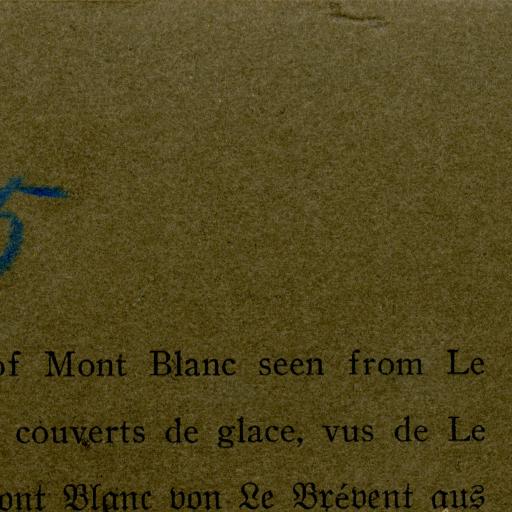 5
of Mont Blanc seen from Le
couverts de glace, vus de Le
ont Blanc von Le Brévent aus